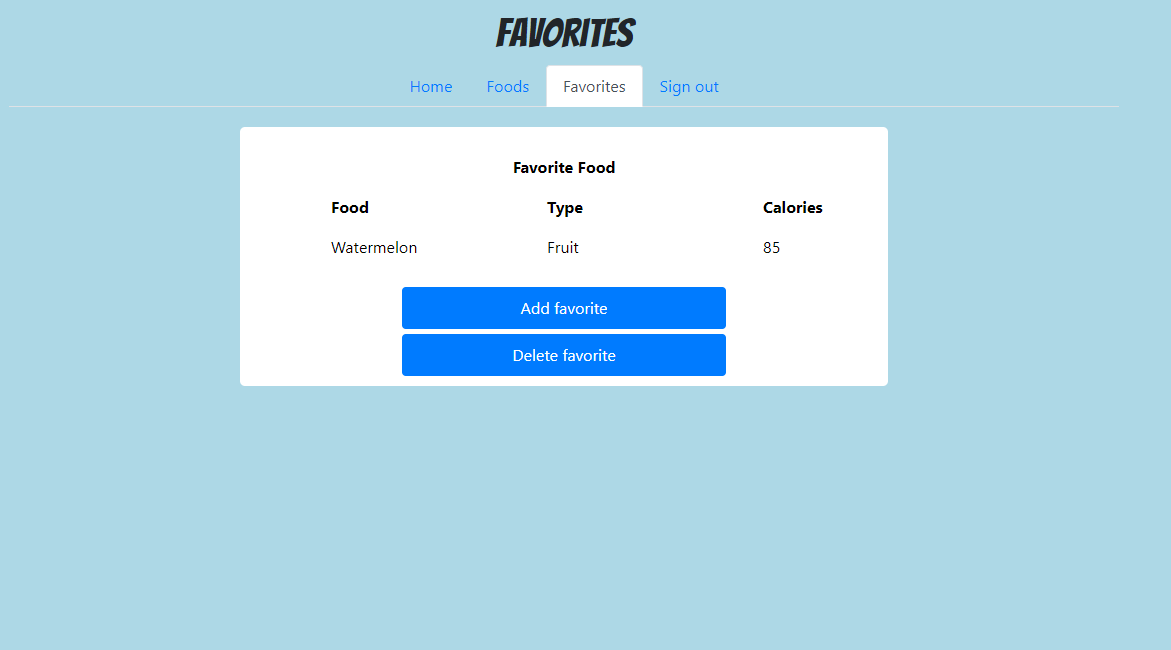 FAVORITES
Home Foods Favorites Sign out
Favorite Food
Food Type Calories
Watermelon Fruit 85
Add favorite
Delete favorite